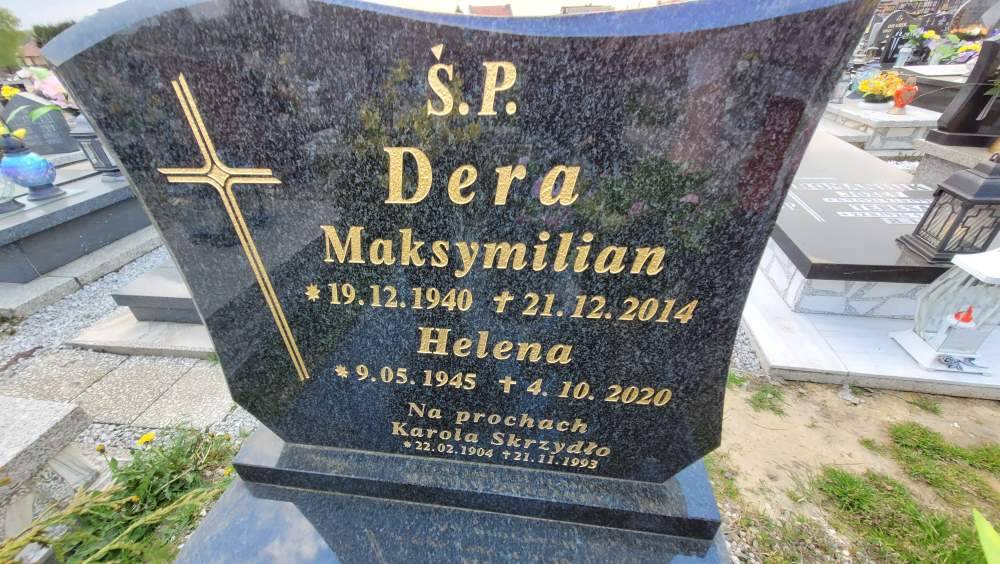 Ś.P.
Dera
Maksymilian
* 19.12.1940 ✝ 21.12.2014
Helena
* 9.05.1945 ✝ 4.10.2020
Na prochach
Karola Skrzydło
* 22.02.1904 ✝ 21.11.1993